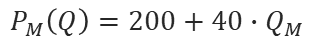 P_M(Q) = 200 + 40 · Q_M